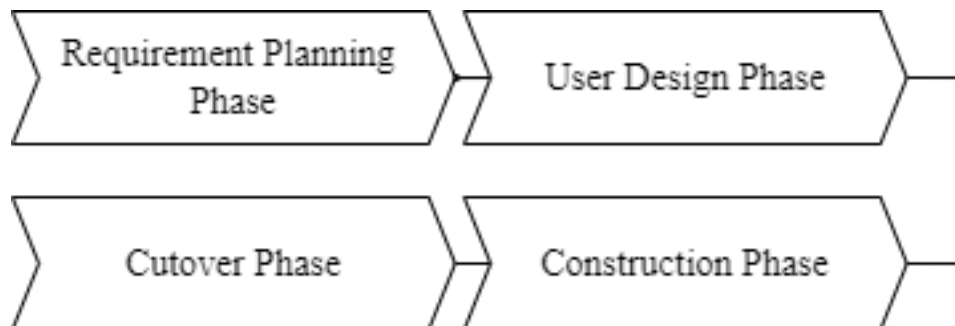 Requirement Planning
Phase
User Design Phase
Cutover Phase
Construction Phase